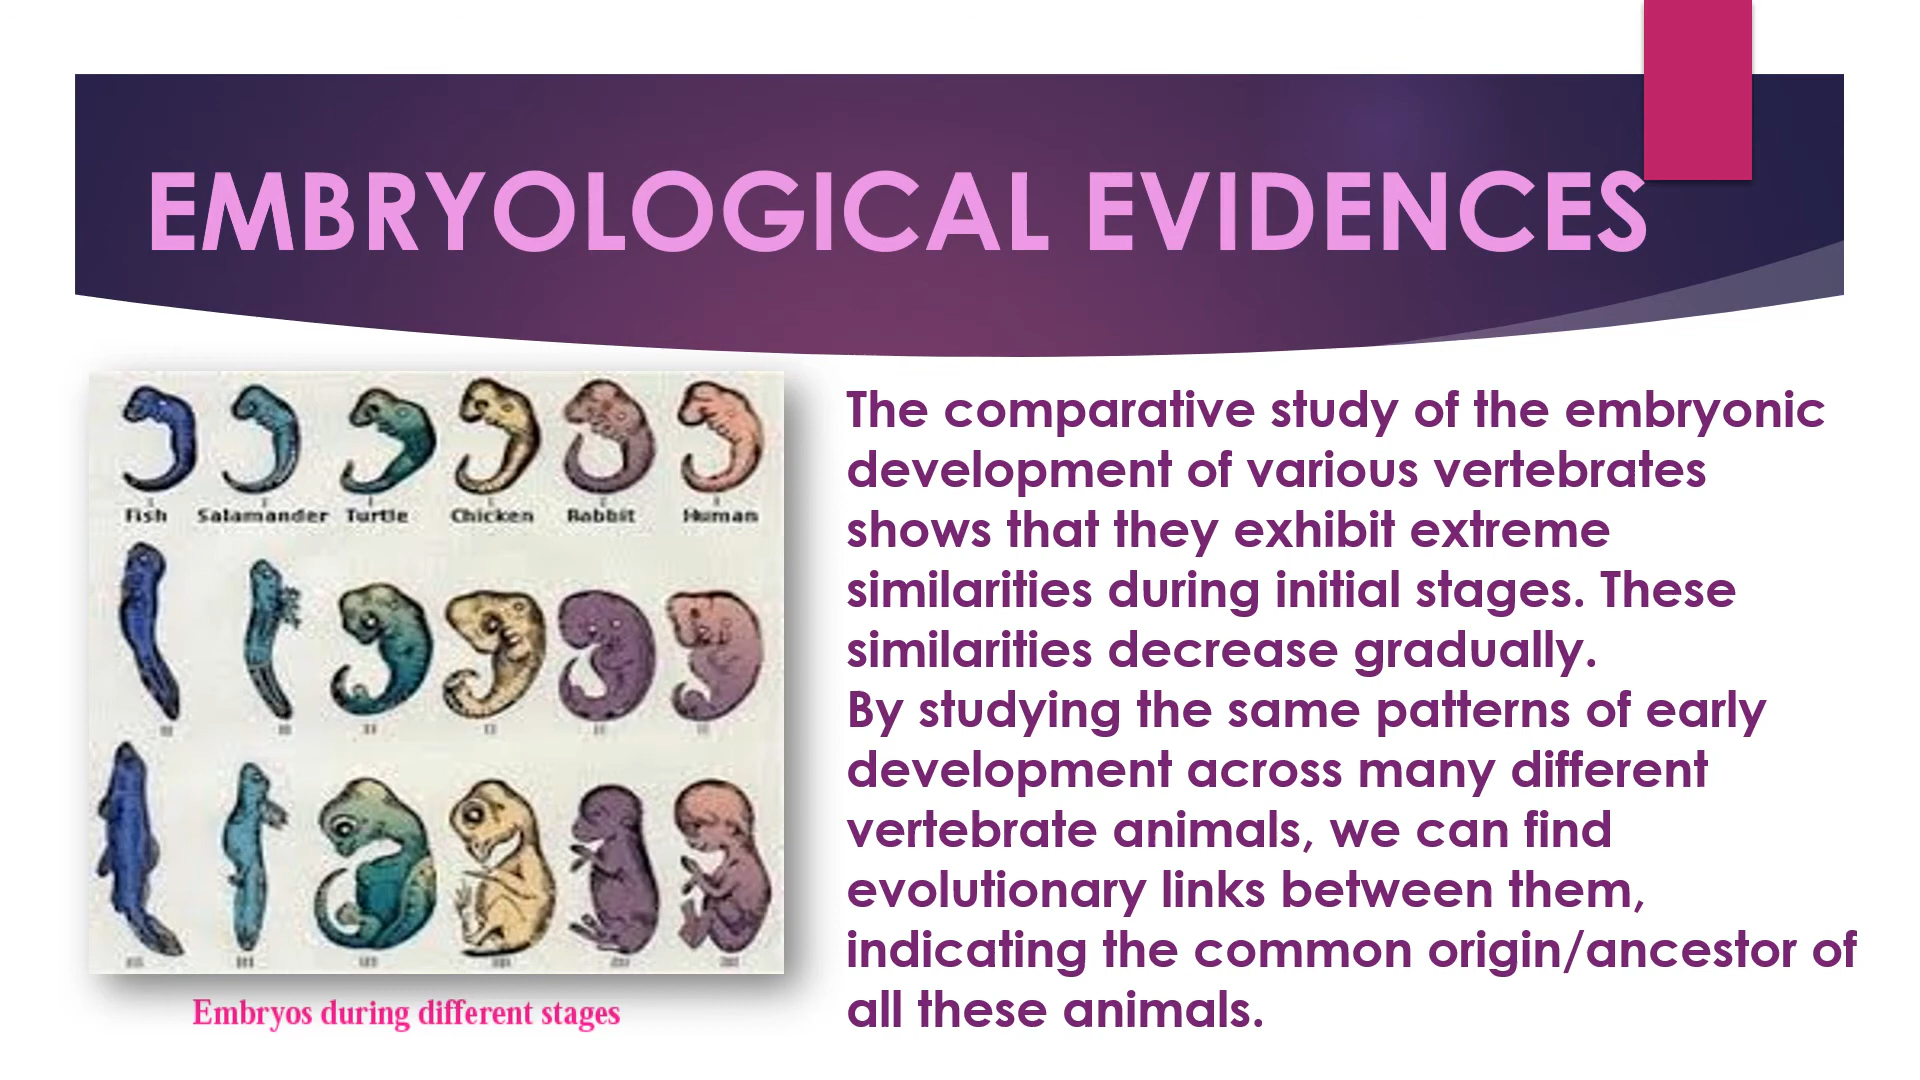 EMBRYOLOGICAL EVIDENCES
Fish Salamander Turtle Chicken Rabbit Human
Embryos during different stages
The comparative study of the embryonic
development of various vertebrates
shows that they exhibit extreme
similarities during initial stages. These
similarities decrease gradually.
By studying the same patterns of early
development across many different
vertebrate animals, we can find
evolutionary links between them,
indicating the common origin/ancestor of
all these animals.